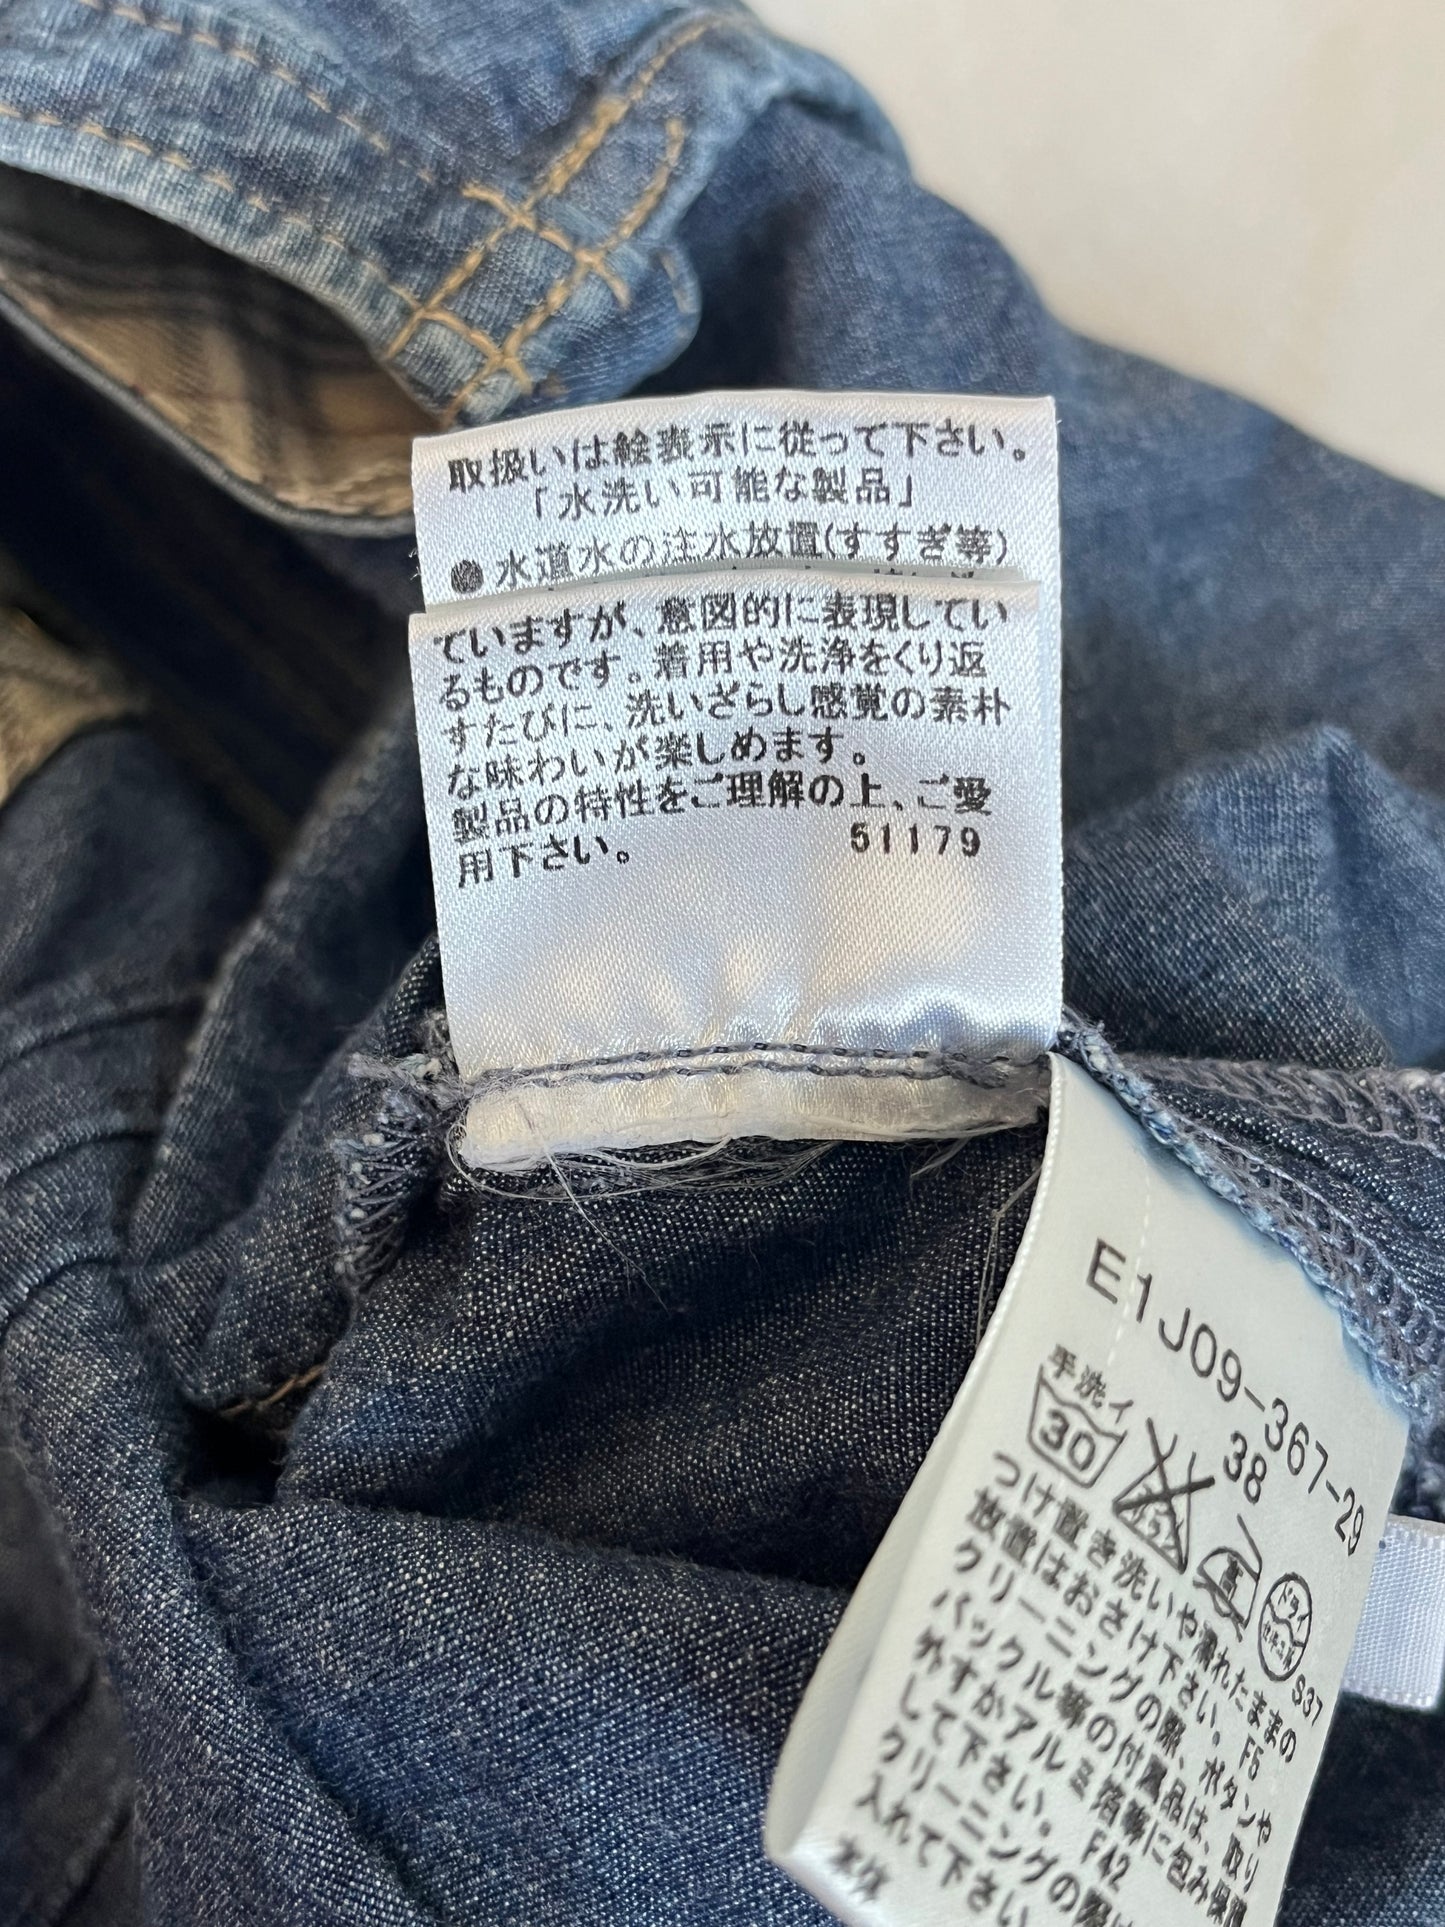 取扱いは絵表示に従って下さい。
「水洗い可能な製品」
●水道水の注水放置(すすぎ等)
ていますが、意図的に表現してい
るものです。着用や洗浄をくり返
すたびに、洗いざらし感覚の素朴
な味わいが楽しめます。
製品の特性をご理解の上、ご愛
用下さい。 51179
E1J09-367-29
38
手洗イ
30
高
ドライ
セキユ系
S37
つけ置き洗いや濡れたままの
放置はおさけ下さい。 F5
クリーニングの際、ボタンや
バックル等の付属品は、取り
外すかアルミ箔等に包み保護
して下さい。 F42
クリーニングの際は
入れて下さい
本体